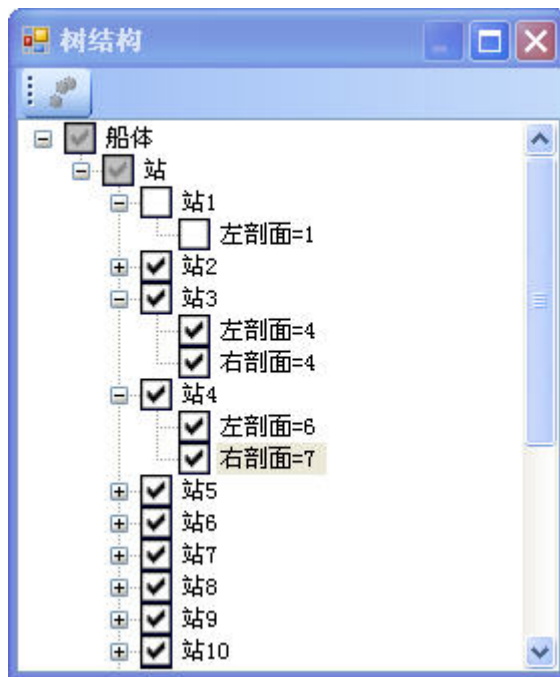 树结构
船体
站
站1
左剖面=1
站2
站3
左剖面=4
右剖面=4
站4
左剖面=6
右剖面=7
站5
站6
站7
站8
站9
站10